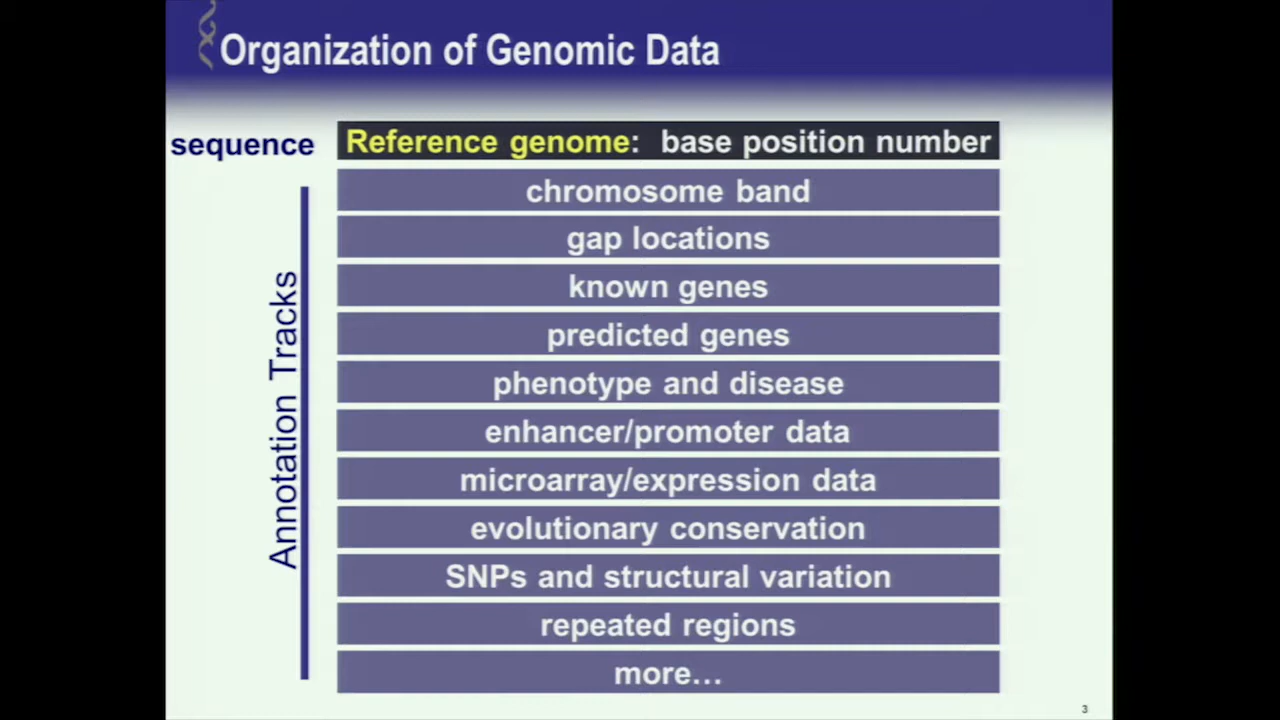 Organization of Genomic Data
sequence
Reference genome: base position number
Annotation Tracks
chromosome band
gap locations
known genes
predicted genes
phenotype and disease
enhancer/promoter data
microarray/expression data
evolutionary conservation
SNPs and structural variation
repeated regions
more...
3